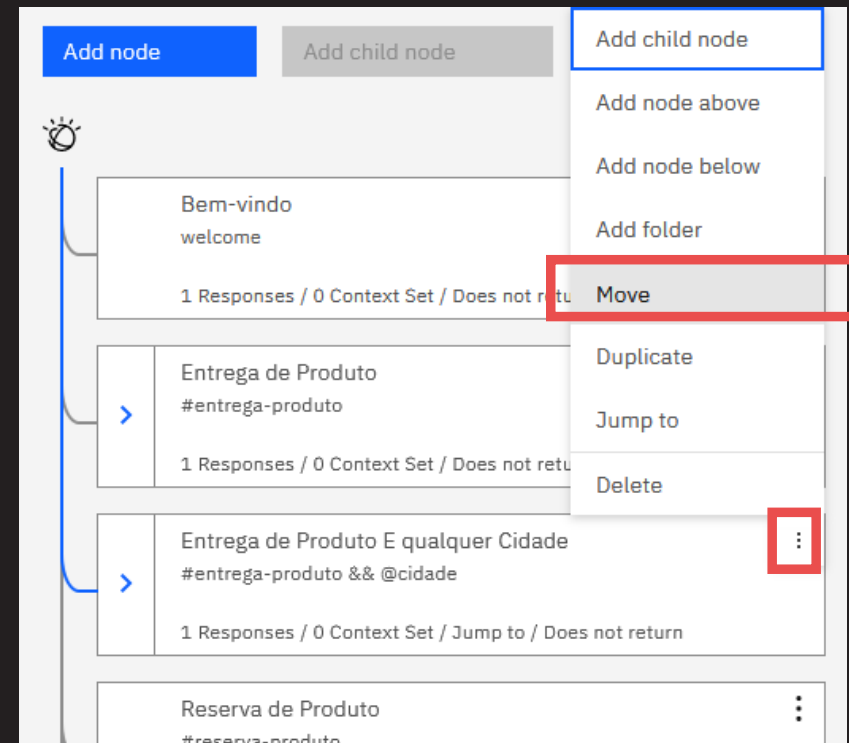 Add node
Add child node
Add child node
Add node above
Add node below
Add folder
Move
Duplicate
Jump to
Delete
Bem-vindo
welcome
1 Responses / 0 Context Set / Does not retu
Entrega de Produto
#entrega-produto
1 Responses / 0 Context Set / Does not retu
Entrega de Produto E qualquer Cidade
#entrega-produto && @cidade
1 Responses / 0 Context Set / Jump to / Does not return
Reserva de Produto
#reserva-produto